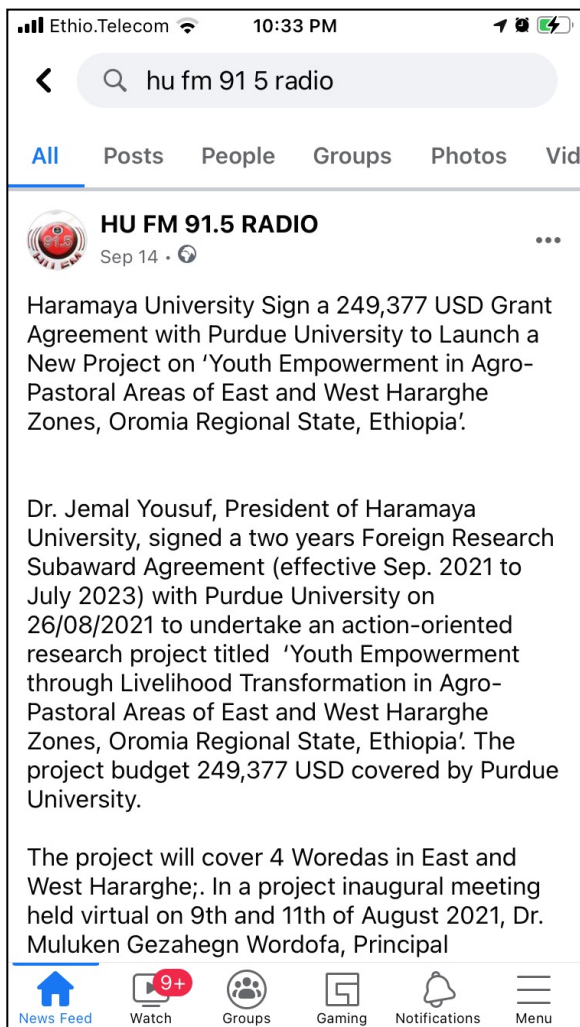 Ethio.Telecom 10:33 PM
hu fm 91 5 radio
All Posts People Groups Photos Vid
91.5
HU FM
HU FM 91.5 RADIO
Sep 14 •
Haramaya University Sign a 249,377 USD Grant
Agreement with Purdue University to Launch a
New Project on ‘Youth Empowerment in Agro-
Pastoral Areas of East and West Hararghe
Zones, Oromia Regional State, Ethiopia’.
Dr. Jemal Yousuf, President of Haramaya
University, signed a two years Foreign Research
Subaward Agreement (effective Sep. 2021 to
July 2023) with Purdue University on
26/08/2021 to undertake an action-oriented
research project titled ‘Youth Empowerment
through Livelihood Transformation in Agro-
Pastoral Areas of East and West Hararghe
Zones, Oromia Regional State, Ethiopia’. The
project budget 249,377 USD covered by Purdue
University.
The project will cover 4 Woredas in East and
West Hararghe;. In a project inaugural meeting
held virtual on 9th and 11th of August 2021, Dr.
Muluken Gezahegn Wordofa, Principal
9+
News Feed Watch Groups Gaming Notifications Menu